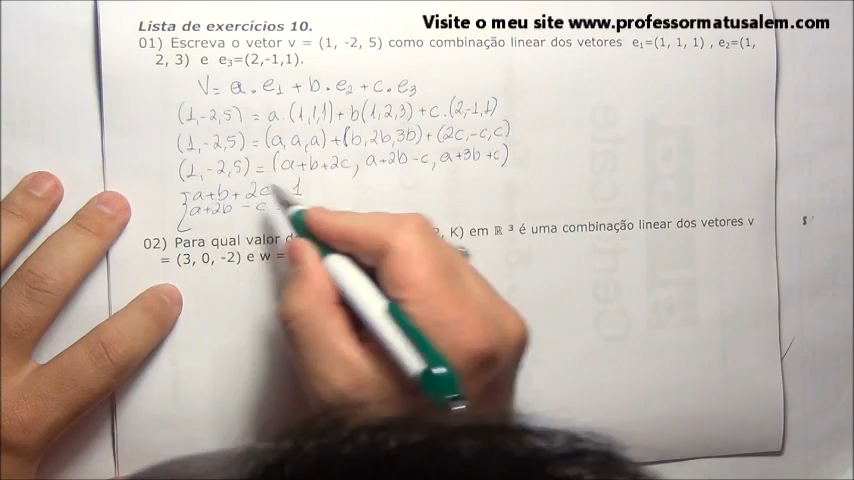 Visite o meu site www.professormatusalem.com
Lista de exercícios 10.
01) Escreva o vetor v = (1, -2, 5) como combinação linear dos vetores e₁=(1, 1, 1) , e₂=(1,
2, 3) e e₃=(2,-1,1).
V = a.e₁ + b.e₂ + c.e₃
(1,-2,5) = a.(1,1,1) + b(1,2,3) + c.(2,-1,1)
(1,-2,5) = (a,a,a) + (b,2b,3b) + (2c,-c,c)
(1,-2,5) = (a+b+2c, a+2b-c, a+3b+c)
a+b+2c 1
a+2b - c
02) Para qual valor d , K) em ℝ ³ é uma combinação linear dos vetores v
= (3, 0, -2) e w =